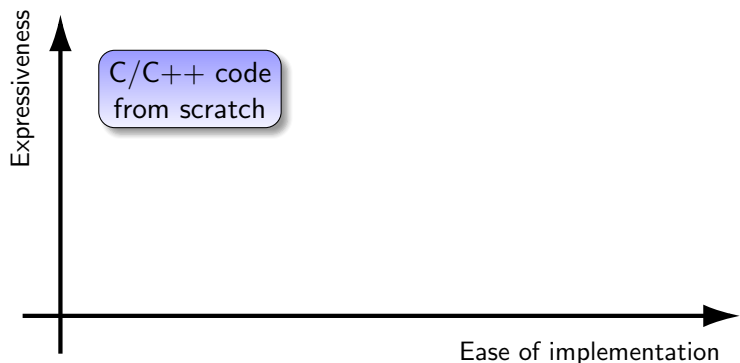 Expressiveness
C/C++ code
from scratch
Ease of implementation